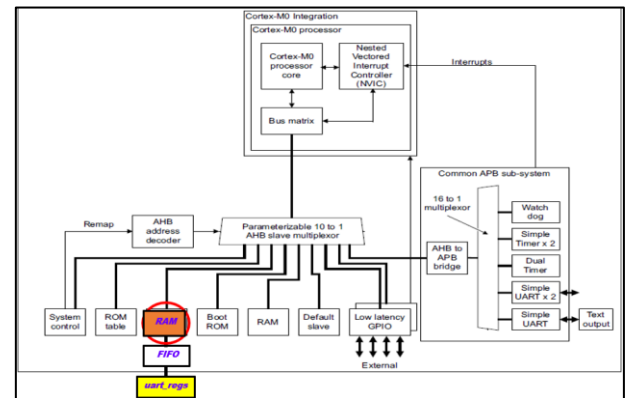 Cortex-M0 Integration
Cortex-M0 processor
Cortex-M0
processor
core
Nested
Vectored
Interrupt
Controller
(NVIC)
Interrupts
Bus matrix
Common APB sub-system
16 to 1
multiplexor
Watch
dog
Remap
AHB
address
decoder
Parameterizable 10 to 1
AHB slave multiplexor
Simple
Timer x 2
AHB to
APB
bridge
Dual
Timer
Simple
UART x 2
System
control
ROM
table
RAM
Boot
ROM
RAM
Default
slave
Low latency
GPIO
Simple
UART
Text
output
FIFO
External
uart_regs